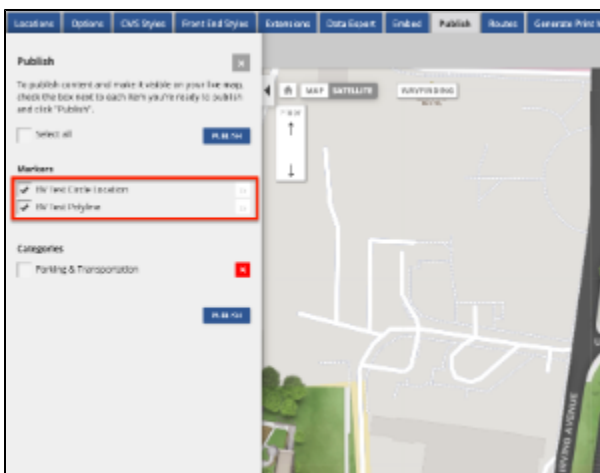 Locations Options CMS Styles Front End Styles Extensions Data Export Embed Publish Routes Generate Print
Publish
To publish content and make it visible on your live map,
check the box next to each item you're ready to publish
and click "Publish".
Select all PUBLISH
Markers
BV Test Circle Location
BV Test Polyline
Categories
Parking & Transportation
PUBLISH
MAP SATELLITE WAYFINDING
IRVING AVENUE